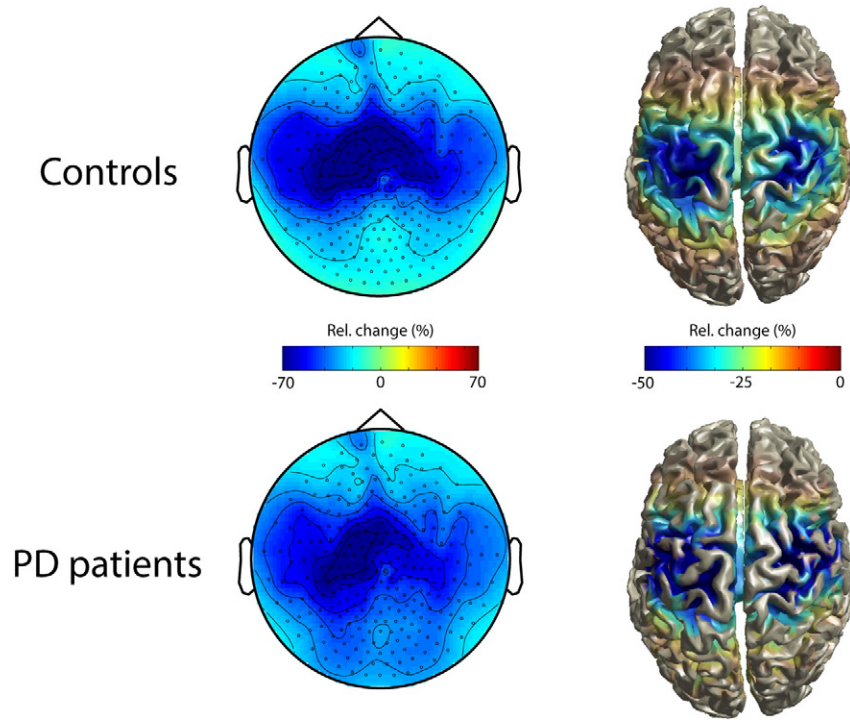 Controls
Rel. change (%)
-70 0 70
Rel. change (%)
-50 -25 0
PD patients